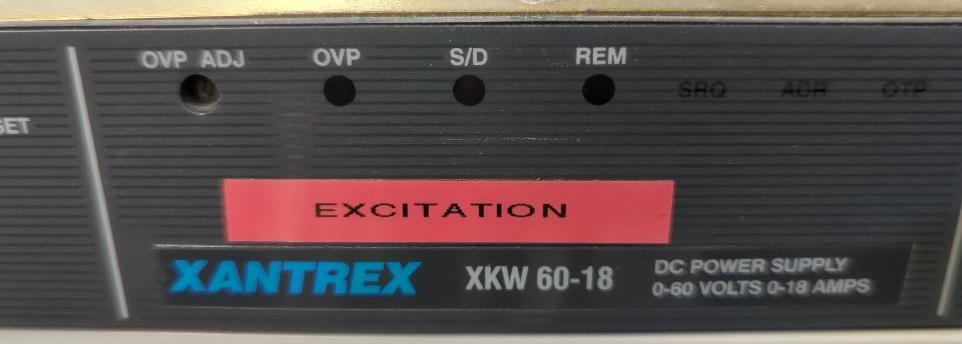 OVP ADJ OVP S/D REM
SRQ ADR OTP
SET
EXCITATION
XANTREX XKW 60-18
DC POWER SUPPLY
0-60 VOLTS 0-18 AMPS